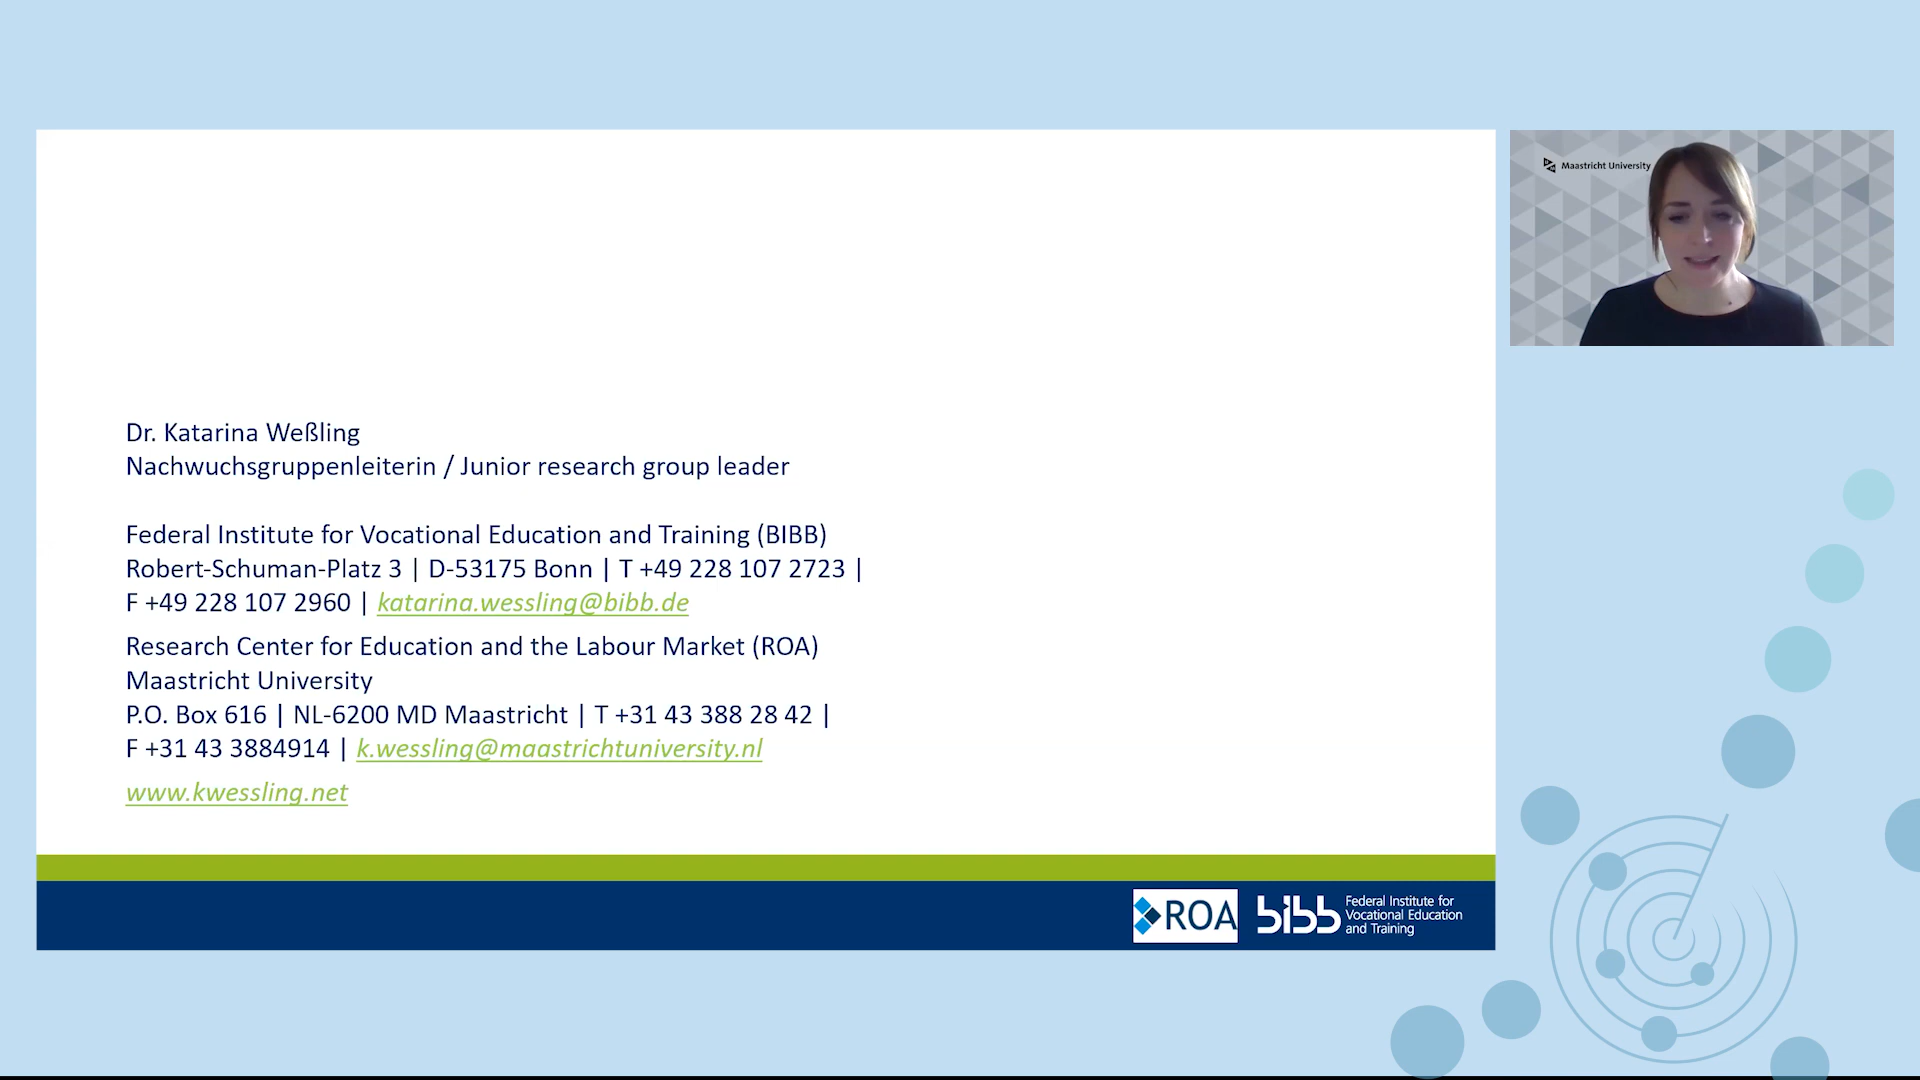 Maastricht University
Dr. Katarina Weßling
Nachwuchsgruppenleiterin / Junior research group leader
Federal Institute for Vocational Education and Training (BIBB)
Robert-Schuman-Platz 3 | D-53175 Bonn | T +49 228 107 2723 |
F +49 228 107 2960 | katarina.wessling@bibb.de
Research Center for Education and the Labour Market (ROA)
Maastricht University
P.O. Box 616 | NL-6200 MD Maastricht | T +31 43 388 28 42 |
F +31 43 3884914 | k.wessling@maastrichtuniversity.nl
www.kwessling.net
ROA
bibb
Federal Institute for
Vocational Education
and Training